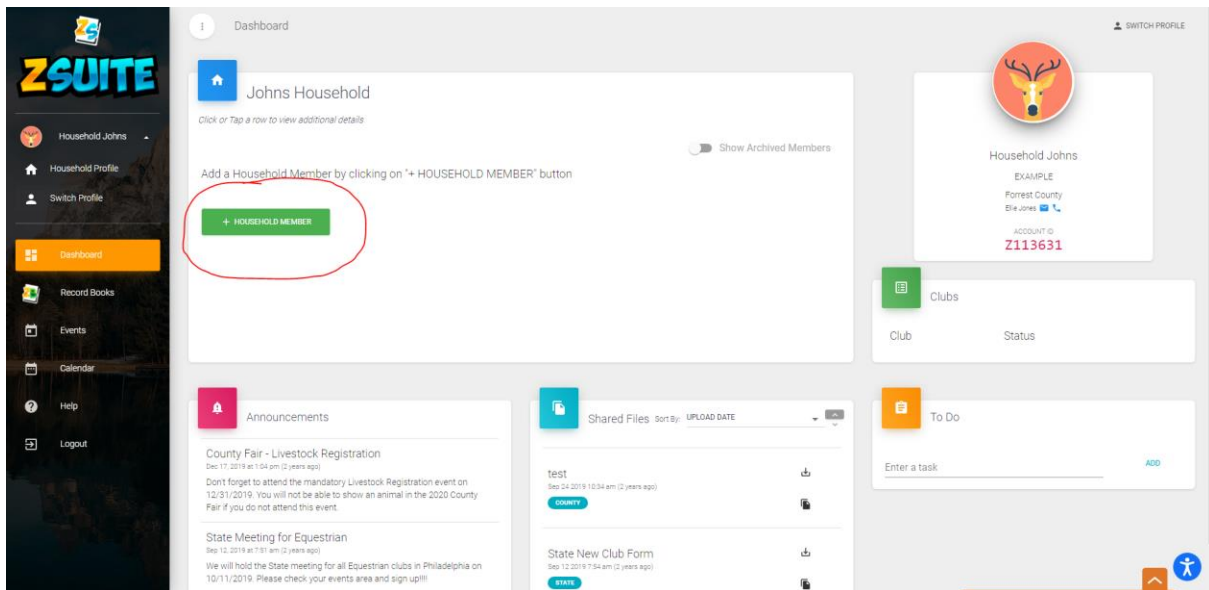 ZSUITE
Household Johns
Household Profile
Switch Profile
Dashboard
Record Books
Events
Calendar
Help
Logout
Dashboard
SWITCH PROFILE
Johns Household
Click or Tap a row to view additional details
Show Archived Members
Add a Household Member by clicking on "+ HOUSEHOLD MEMBER" button
+ HOUSEHOLD MEMBER
Household Johns
EXAMPLE
Forrest County
Ellie Jones
ACCOUNT ID
Z113631
Clubs
Club Status
Announcements
County Fair - Livestock Registration
Dec 17, 2019 at 1:04 pm (2 years ago)
Don't forget to attend the mandatory Livestock Registration event on
12/31/2019. You will not be able to show an animal in the 2020 County
Fair if you do not attend this event.
State Meeting for Equestrian
Sep 12, 2019 at 7:51 am (2 years ago)
We will hold the State meeting for all Equestrian clubs in Philadelphia on
10/11/2019. Please check your events area and sign up!!!!
Shared Files Sort By: UPLOAD DATE
test
Sep 24 2019 10:34 am (2 years ago)
COUNTY
State New Club Form
Sep 12 2019 7:54 am (2 years ago)
STATE
To Do
Enter a task ADD